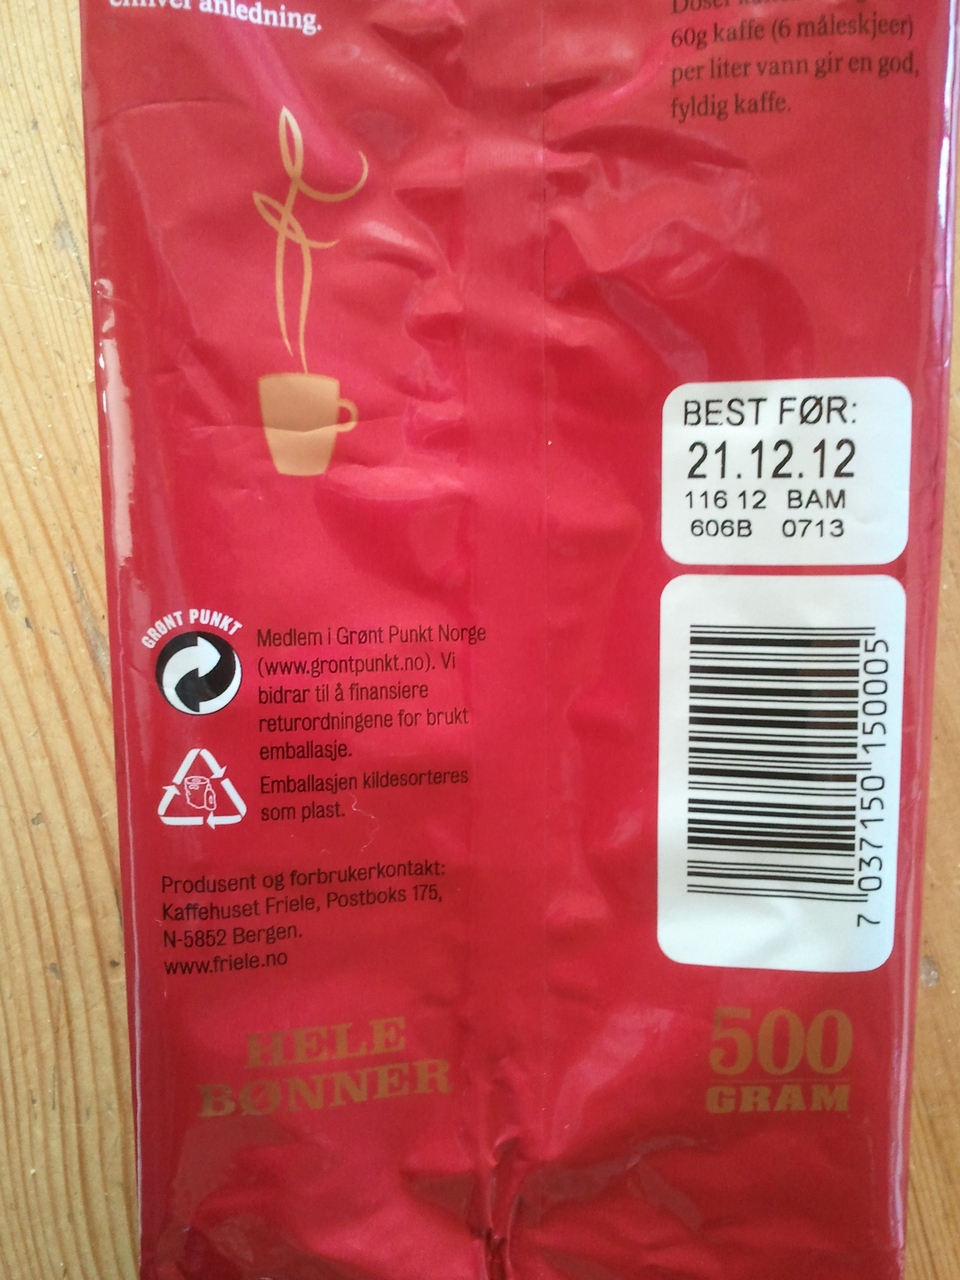 anledning.
60g kaffe (6 måleskjeer)
per liter vann gir en god,
fyldig kaffe.
BEST FØR:
21.12.12
116 12 BAM
606B 0713
GRØNT PUNKT
Medlem i Grønt Punkt Norge
(www.grontpunkt.no). Vi
bidrar til å finansiere
returordningene for brukt
emballasje.
Emballasjen kildesorteres
som plast.
7 037150 150005
Produsent og forbrukerkontakt:
Kaffehuset Friele, Postboks 175,
N-5852 Bergen.
www.friele.no
HELE
BØNNER
500
GRAM